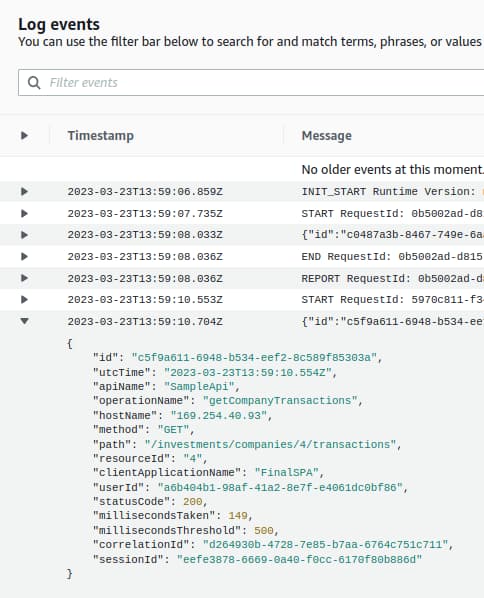 Log events
You can use the filter bar below to search for and match terms, phrases, or values
Filter events
Timestamp Message
No older events at this moment.
2023-03-23T13:59:06.859Z INIT_START Runtime Version:
2023-03-23T13:59:07.735Z START RequestId: 0b5002ad-d8
2023-03-23T13:59:08.033Z {"id":"c0487a3b-8467-749e-6a
2023-03-23T13:59:08.036Z END RequestId: 0b5002ad-d815
2023-03-23T13:59:08.036Z REPORT RequestId: 0b5002ad-d
2023-03-23T13:59:10.553Z START RequestId: 5970c811-f3
2023-03-23T13:59:10.704Z {"id":"c5f9a611-6948-b534-ee
{
"id": "c5f9a611-6948-b534-eef2-8c589f85303a",
"utcTime": "2023-03-23T13:59:10.554Z",
"apiName": "SampleApi",
"operationName": "getCompanyTransactions",
"hostName": "169.254.40.93",
"method": "GET",
"path": "/investments/companies/4/transactions",
"resourceId": "4",
"clientApplicationName": "FinalSPA",
"userId": "a6b404b1-98af-41a2-8e7f-e4061dc0bf86",
"statusCode": 200,
"millisecondsTaken": 149,
"millisecondsThreshold": 500,
"correlationId": "d264930b-4728-7e85-b7aa-6764c751c711",
"sessionId": "eefe3878-6669-0a40-f0cc-6170f80b886d"
}